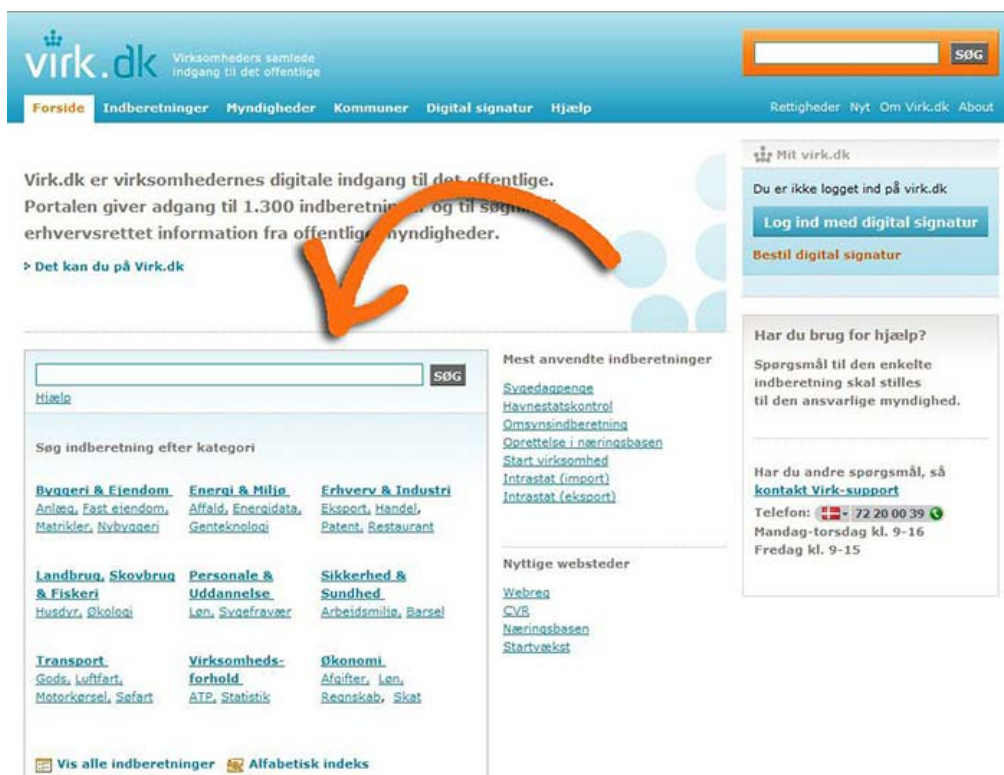 virk.dk
Virksomheders samlede
indgang til det offentlige
SØG
Forside Indberetninger Myndigheder Kommuner Digital signatur Hjælp
Rettigheder Nyt Om Virk.dk About
Virk.dk er virksomhedernes digitale indgang til det offentlige.
Portalen giver adgang til 1.300 og til
erhvervsrettet information fra myndigheder.
Det kan du på Virk.dk
SØG
Hjælp
Søg indberetning efter kategori
Byggeri & Ejendom
Anlæg, Fast ejendom,
Matrikler, Nybyggeri
Energi & Miljø
Affald, Energidata,
Genteknologi
Erhverv & Industri
Eksport, Handel,
Patent, Restaurant
Landbrug, Skovbrug
& Fiskeri
Husdyr, Økologi
Personale &
Uddannelse
Løn, Sygefravær
Sikkerhed &
Sundhed
Arbejdsmiljø, Barsel
Transport
Gods, Luftfart,
Motorkørsel, Søfart
Virksomheds-
forhold
ATP, Statistik
Økonomi
Afgifter, Løn,
Regnskab, Skat
Vis alle indberetninger Alfabetisk indeks
Mest anvendte indberetninger
Sygedagpenge
Havnestatskontrol
Omsynsindberetning
Oprettelse i næringsbasen
Start virksomhed
Intrastat (import)
Intrastat (eksport)
Nyttige websteder
Webreg
CVR
Næringsbasen
Startvækst
Mit virk.dk
Du er ikke logget ind på virk.dk
Log ind med digital signatur
Bestil digital signatur
Har du brug for hjælp?
Spørgsmål til den enkelte
indberetning skal stilles
til den ansvarlige myndighed.
Har du andre spørgsmål, så
kontakt Virk-support
Telefon: 72 20 00 39
Mandag-torsdag kl. 9-16
Fredag kl. 9-15